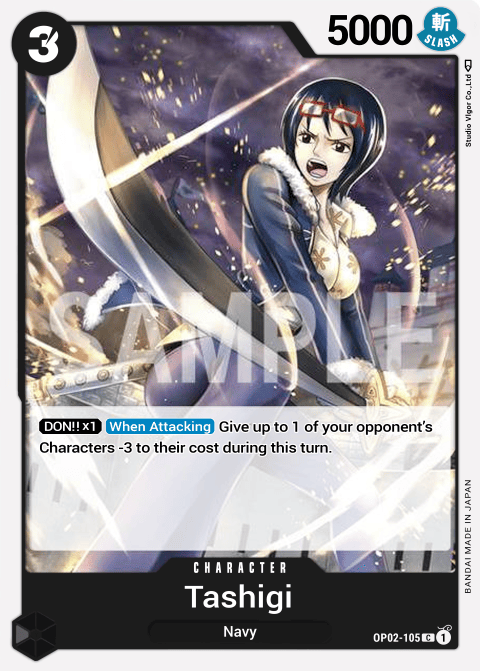 3
5000
斬
SLASH
Studio Vigor Co.,Ltd
SAMPLE
DON!!×1 When Attacking Give up to 1 of your opponent's
Characters -3 to their cost during this turn.
BANDAI MADE IN JAPAN
CHARACTER
Tashigi
Navy
OP02-105 C 1